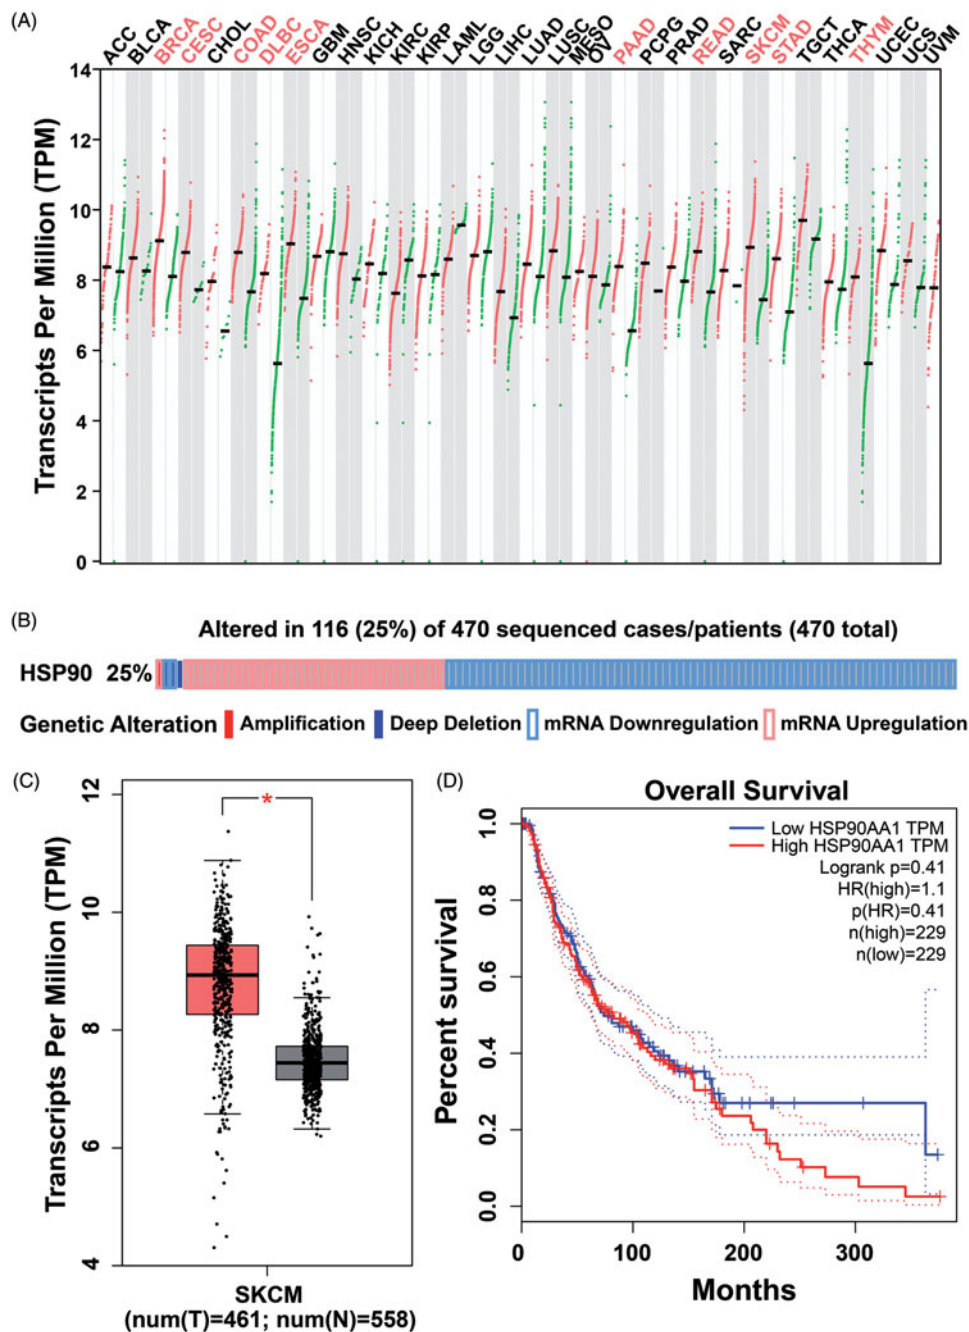 (A)
ACC BLCA BRCA CESC CHOL COAD DLBC ESCA GBM HNSC KICH KIRC KIRP LAML LGG LIHC LUAD LUSC MESO OV PAAD PCPG PRAD READ SARC SKCM STAD TGCT THCA THYM UCEC UCS UVM
Transcripts Per Million (TPM)
14
12
10
8
6
4
2
0
(B)
Altered in 116 (25%) of 470 sequenced cases/patients (470 total)
HSP90 25%
Genetic Alteration Amplification Deep Deletion mRNA Downregulation mRNA Upregulation
(C)
Transcripts Per Million (TPM)
12
10
8
6
4
*
SKCM
(num(T)=461; num(N)=558)
(D)
Overall Survival
Low HSP90AA1 TPM
High HSP90AA1 TPM
Logrank p=0.41
HR(high)=1.1
p(HR)=0.41
n(high)=229
n(low)=229
Percent survival
1.0
0.8
0.6
0.4
0.2
0.0
0 100 200 300
Months